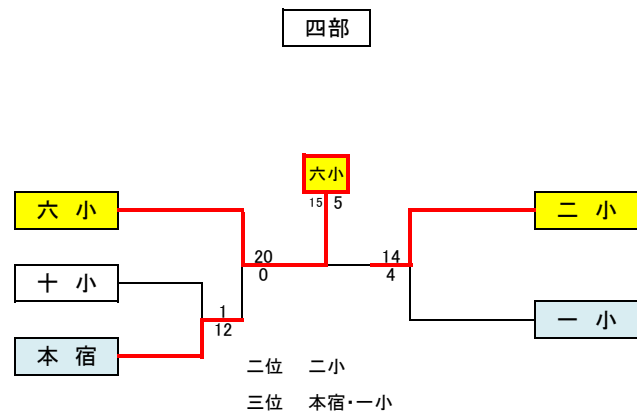 四部
六小
15 5
六 小
二 小
20
0
14
4
十 小
1
12
一 小
本 宿
二位 二小
三位 本宿・一小